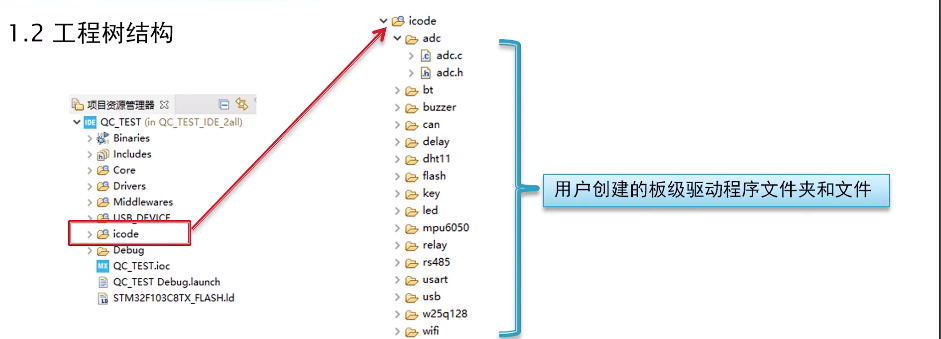 1.2 工程树结构
项目资源管理器
QC_TEST (in QC_TEST_IDE_2all)
Binaries
Includes
Core
Drivers
Middlewares
USB_DEVICE
icode
Debug
QC_TEST.ioc
QC_TEST Debug.launch
STM32F103C8TX_FLASH.ld
icode
adc
adc.c
adc.h
bt
buzzer
can
delay
dht11
flash
key
led
mpu6050
relay
rs485
usart
usb
w25q128
wifi
用户创建的板级驱动程序文件夹和文件